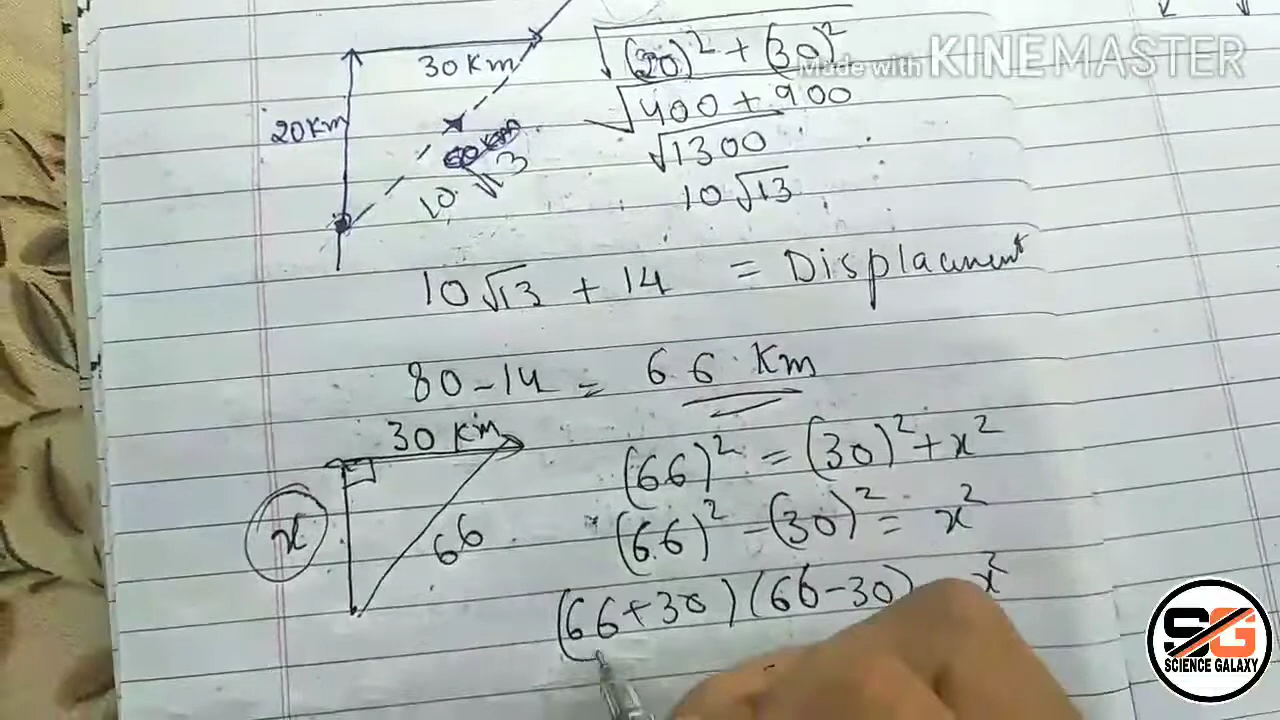 30 Km
20Km
10√13
√(20)² + (30)²
√400 + 900
√1300
10√13
Made with KINEMASTER
10√13 + 14 = Displacement
80 - 14 = 66 Km
30 Km
x
66
(66)² = (30)² + x²
(66)² - (30)² = x²
(66+30) (66-30) x²
SG
SCIENCE GALAXY